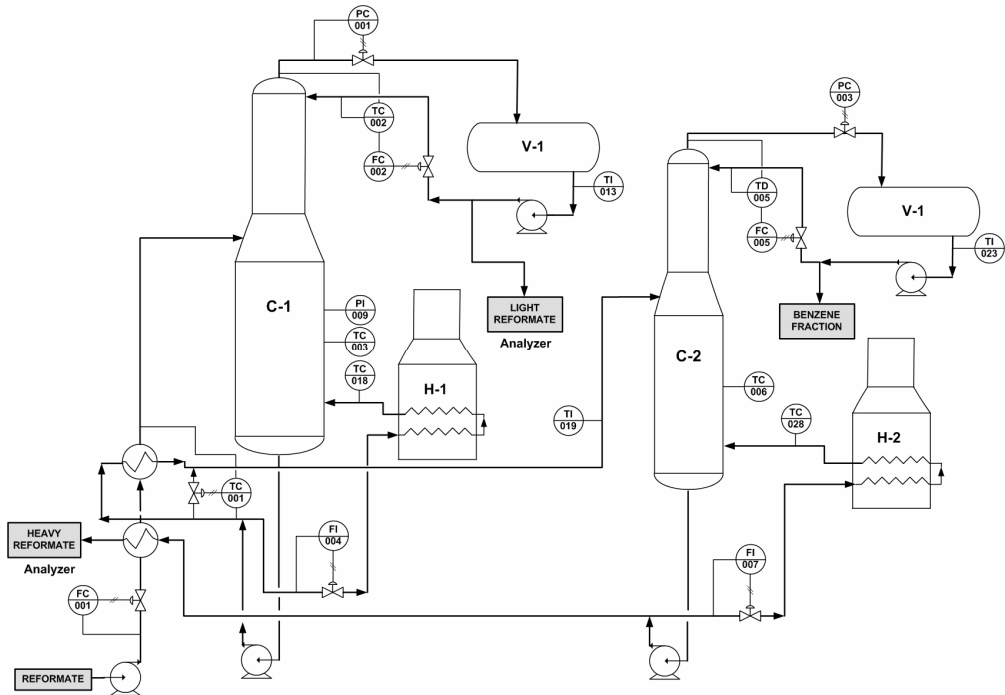 PC
001
PC
003
TC
002
FC
002
V-1
TI
013
TD
005
FC
005
V-1
TI
023
C-1
PI
009
TC
003
TC
018
H-1
LIGHT
REFORMATE
Analyzer
BENZENE
FRACTION
C-2
TC
006
TI
019
TC
028
H-2
TC
001
HEAVY
REFORMATE
Analyzer
FI
004
FI
007
FC
001
REFORMATE